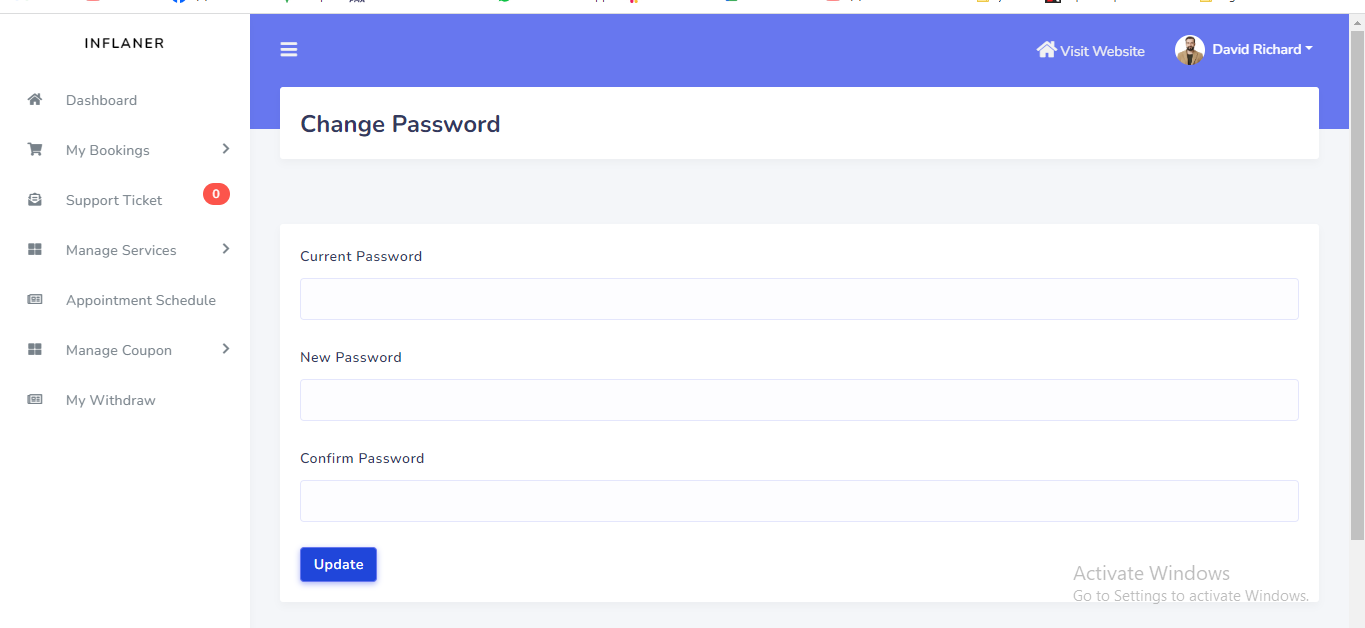 INFLANER
Visit Website
David Richard
Dashboard
My Bookings
Support Ticket
0
Manage Services
Appointment Schedule
Manage Coupon
My Withdraw
Change Password
Current Password
New Password
Confirm Password
Update
Activate Windows
Go to Settings to activate Windows.